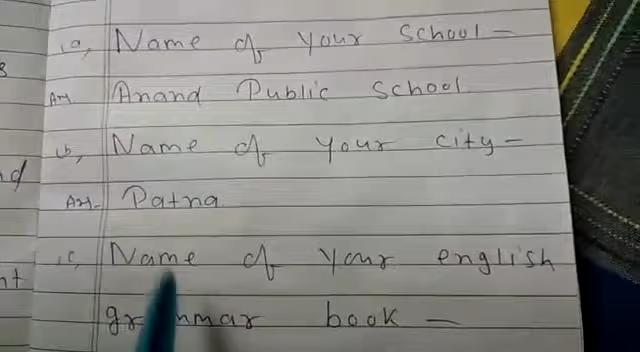 (a) Name of your School –
Ans. Anand Public School
(b) Name of your city –
Ans. Patna
(c) Name of your english
grammar book –